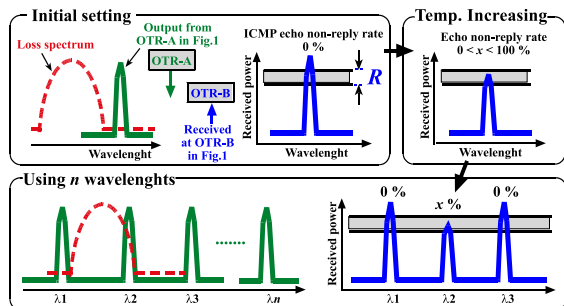 Initial setting
Loss spectrum
Output from
OTR-A in Fig.1
OTR-A
OTR-B
Received
at OTR-B
in Fig.1
Wavelenght
ICMP echo non-reply rate
0 %
R
Received power
Wavelenght
Temp. Increasing
Echo non-reply rate
0 < x < 100 %
Received power
Wavelenght
Using n wavelenghts
λ1
λ2
λ3
λn
0 %
x %
0 %
Received power
λ1
λ2
λ3